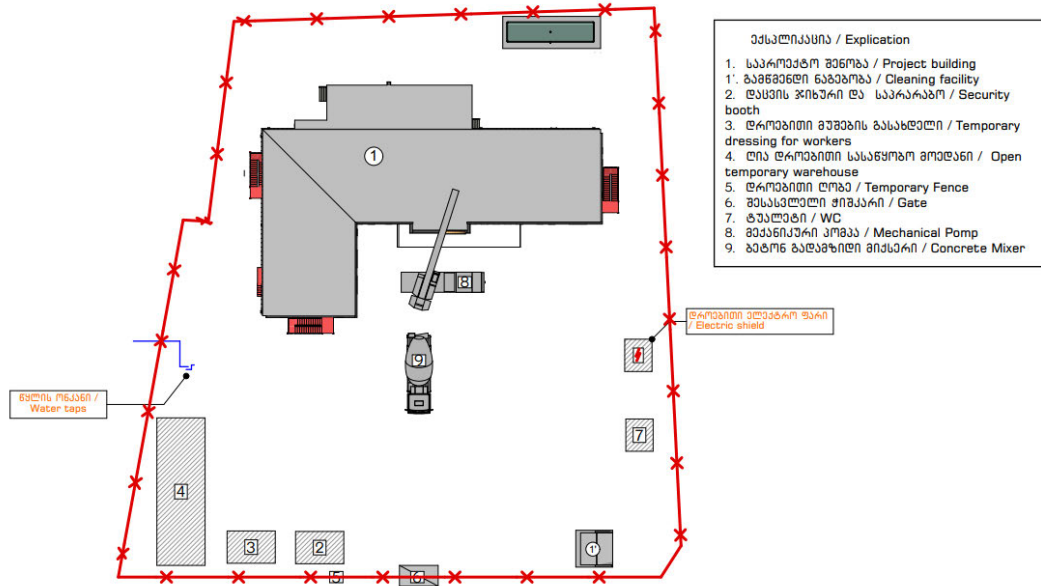 ექსპლიკაცია / Explication
1. საპროექტო შენობა / Project building
1'. გამწმენდი ნაგებობა / Cleaning facility
2. დაცვის ჯიხური და საპრარაბო / Security
booth
3. დროებითი მუშების გასახდელი / Temporary
dressing for workers
4. ღია დროებითი სასაწყობო მოედანი / Open
temporary warehouse
5. დროებითი ღობე / Temporary Fence
6. შესასვლელი ჭიშკარი / Gate
7. ტუალეტი / WC
8. მექანიკური პომპა / Mechanical Pomp
9. ბეტონ გადამზიდი მიქსერი / Concrete Mixer
1
8
დროებითი ელექტრო ფარი
/ Electric shield
9
წყლის ონკანი /
Water taps
7
4
3
2
1'
5
6